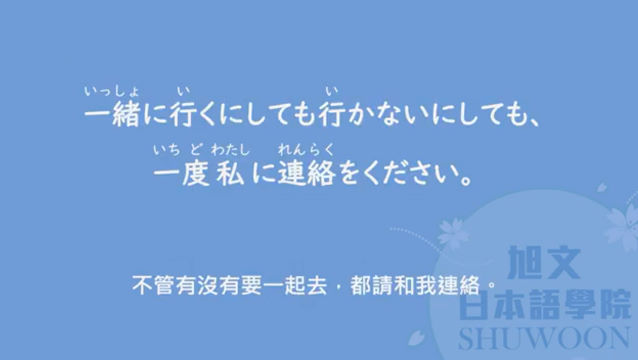 いっしょ い い
一緒に行くにしても行かないにしても、
いちど わたし れんらく
一度私に連絡をください。
不管有沒有要一起去，都請和我連絡。
旭文
日本語學院
SHUWOON